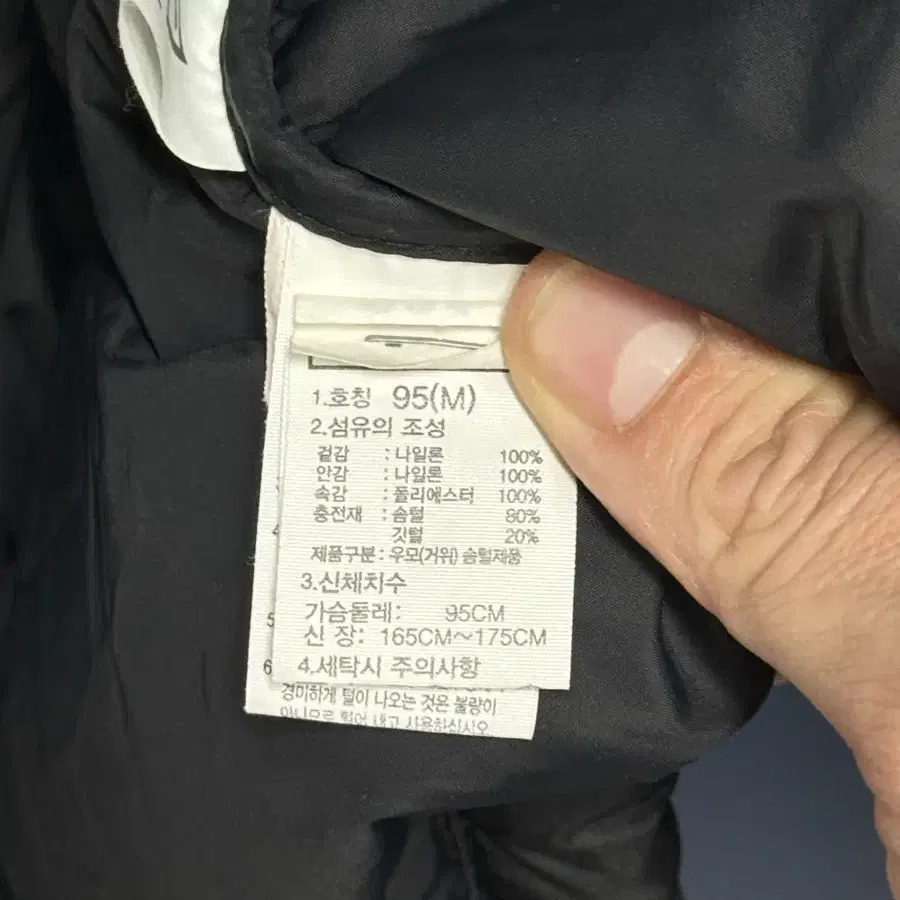 1.호칭 95(M)
2.섬유의 조성
겉감 : 나일론 100%
안감 : 나일론 100%
속감 : 폴리에스터 100%
충전재 : 솜털 80%
깃털 20%
제품구분 : 우모(거위) 솜털제품
3.신체치수
가슴둘레: 95CM
신 장: 165CM~175CM
4.세탁시 주의사항
4
5
6
경미하게 털이 나오는 것은 불량이
아니므로 털어 내고 사용하십시오